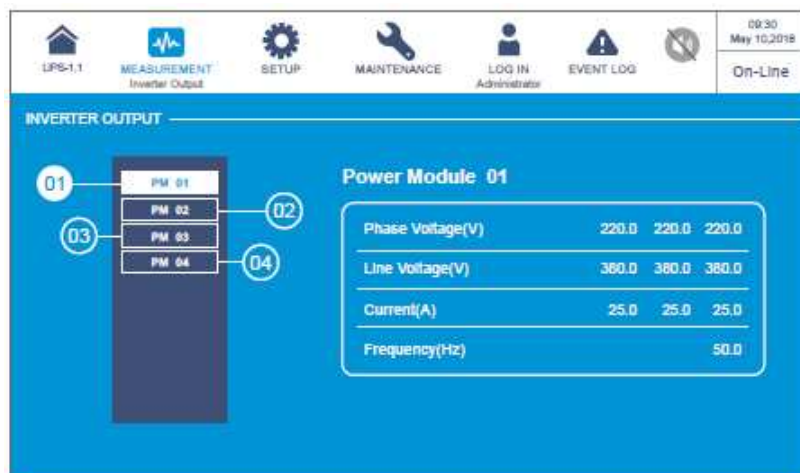 UPS-1.1
MEASUREMENT
Inverter Output
SETUP
MAINTENANCE
LOG IN
Administrator
EVENT LOG
09:30
May 10,2018
On-Line
INVERTER OUTPUT
01
PM 01
PM 02
02
03
PM 03
PM 04
04
Power Module 01
Phase Voltage(V) 220.0 220.0 220.0
Line Voltage(V) 380.0 380.0 380.0
Current(A) 25.0 25.0 25.0
Frequency(Hz) 50.0